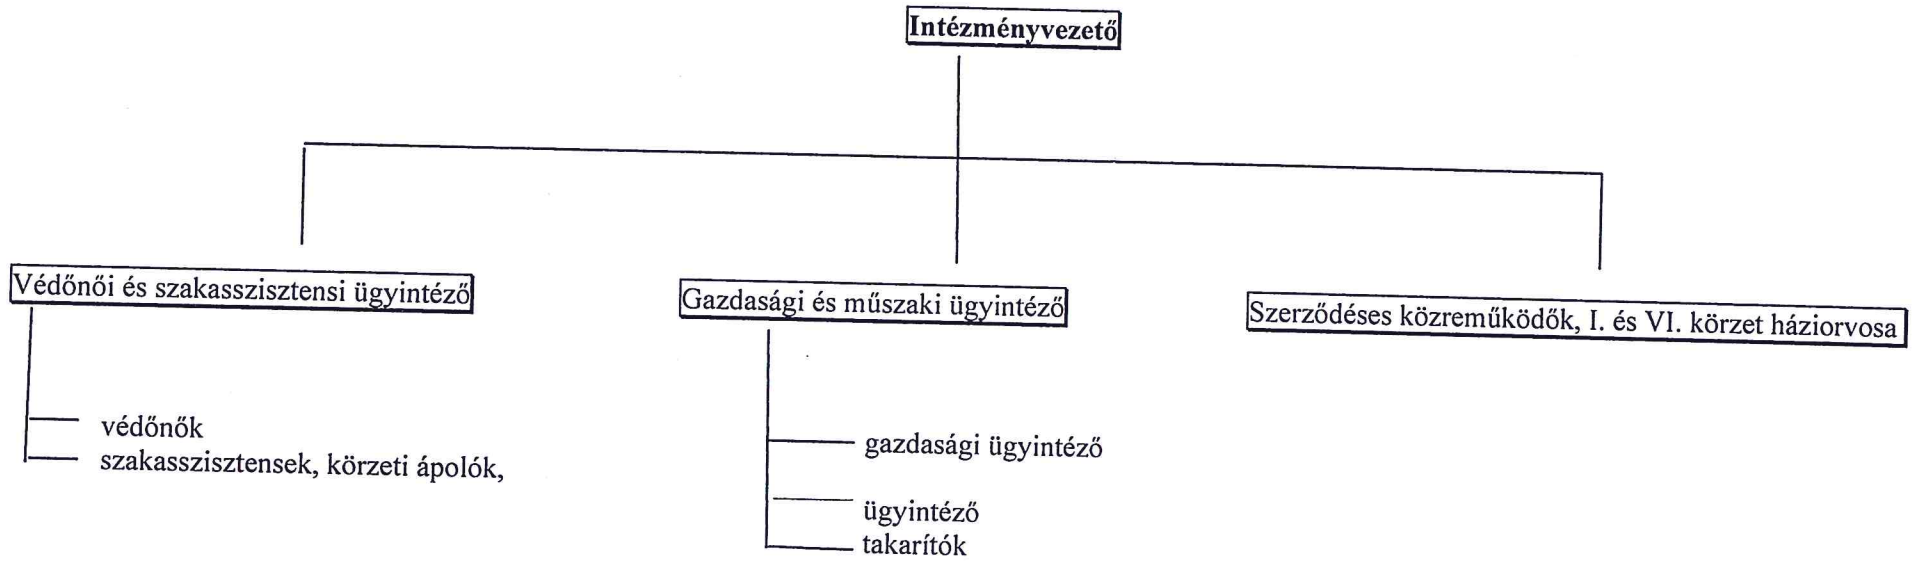 Intézményvezető
Védőnői és szakasszisztensi ügyintéző
Gazdasági és műszaki ügyintéző
Szerződéses közreműködők, I. és VI. körzet háziorvosa
védőnők
szakasszisztensek, körzeti ápolók,
gazdasági ügyintéző
ügyintéző
takarítók